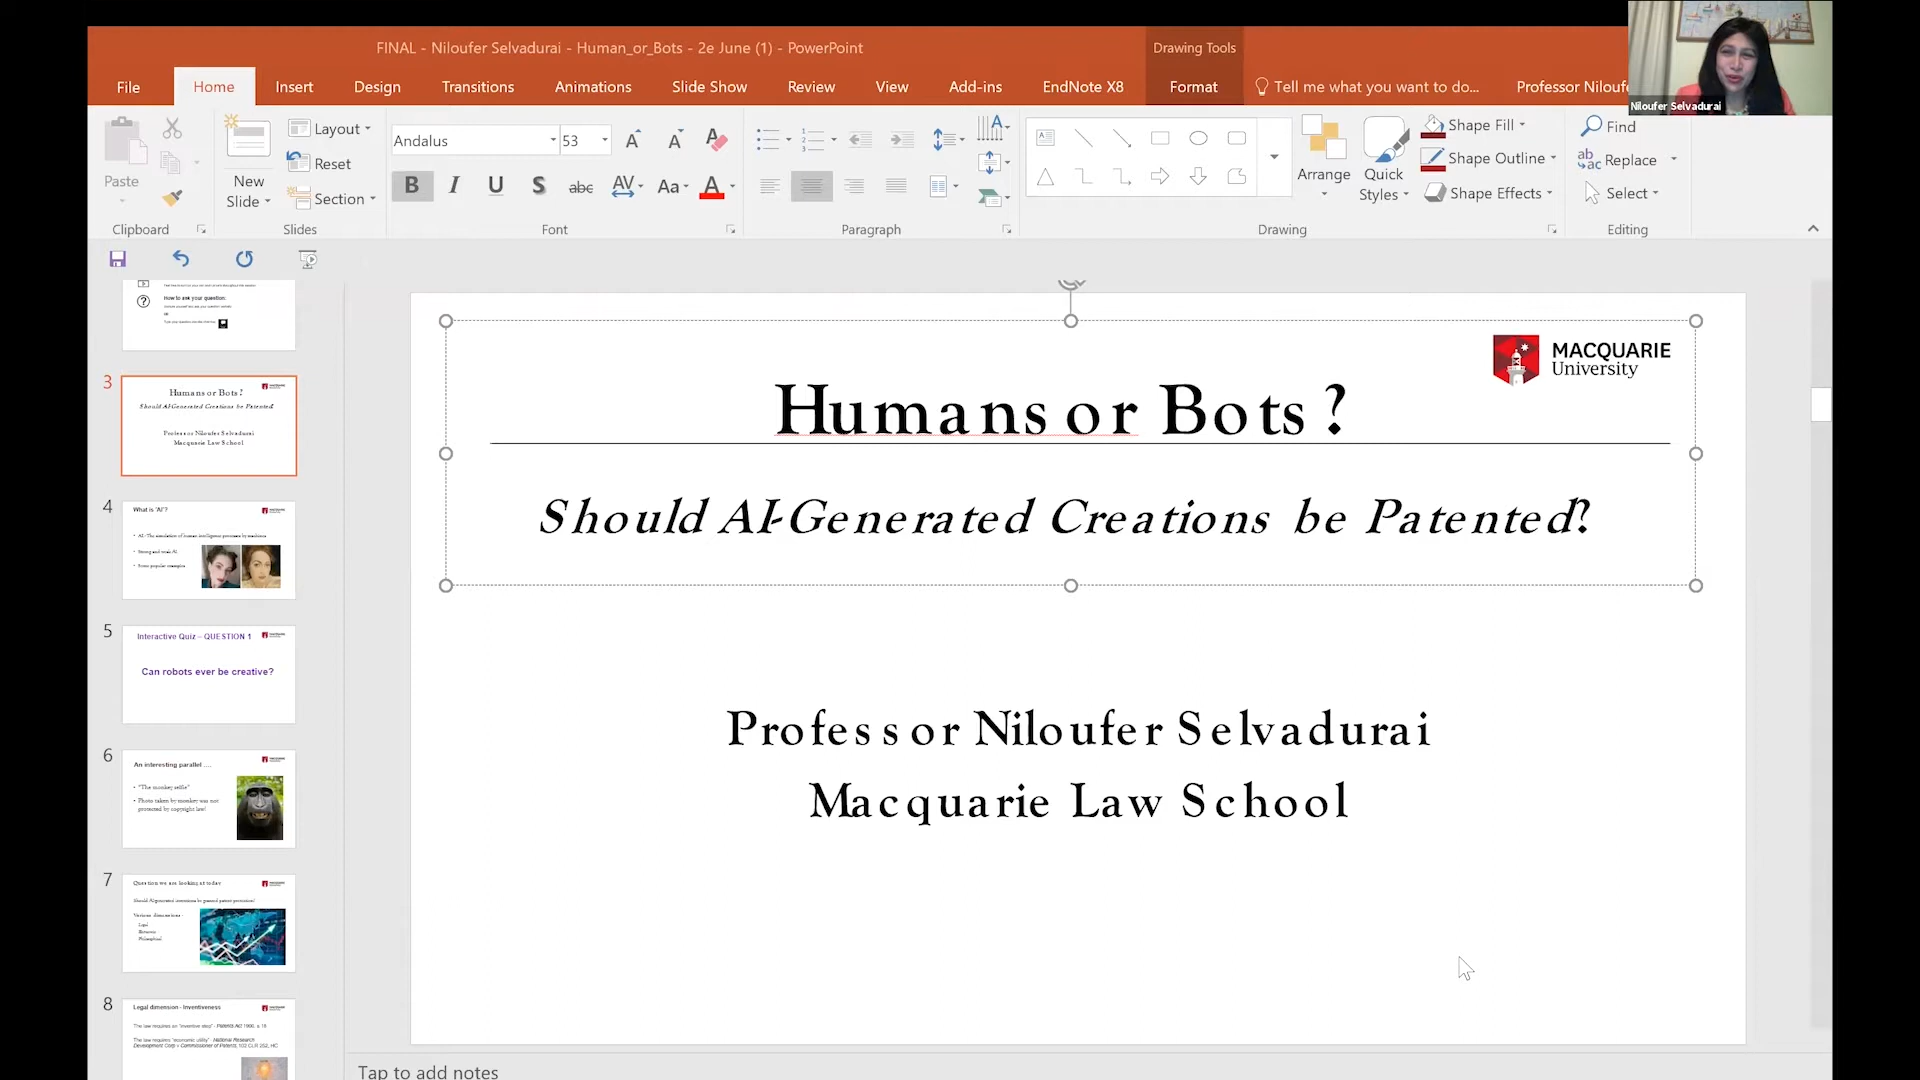 FINAL - Niloufer Selvadurai - Human_or_Bots - 2e June (1) - PowerPoint
Drawing Tools
File
Home
Insert
Design
Transitions
Animations
Slide Show
Review
View
Add-ins
EndNote X8
Format
Tell me what you want to do...
Professor Niloufe
Niloufer Selvadurai
Paste
Clipboard
New
Slide
Layout
Reset
Section
Slides
Andalus
53
B I U S abc AV Aa A
Font
Paragraph
Arrange
Quick
Styles
Shape Fill
Shape Outline
Shape Effects
Drawing
Find
Replace
Select
Editing
How to ask your question:
3
Humans or Bots?
Should AI-Generated Creations be Patented?
Professor Niloufer Selvadurai
Macquarie Law School
4
What is 'AI'?
AI: The simulation of human intelligence processes by machines
Strong and weak AI
Some popular examples
5
Interactive Quiz – QUESTION 1
Can robots ever be creative?
6
An interesting parallel ....
"The monkey selfie"
Photo taken by monkey was not
protected by copyright law!
7
Question we are looking at today
Should AI-generated inventions be granted patent protection?
Various dimensions -
Legal
Economic
Philosophical
8
Legal dimension - Inventiveness
The law requires an "inventive step" - Patents Act 1990, s 18
The law requires "economic utility" - National Research
Development Corp v Commissioner of Patents, 102 CLR 252, HC
MACQUARIE
University
Humans or Bots ?
Should AI-Generated Creations be Patented?
Professor Niloufer Selvadurai
Macquarie Law School
Tap to add notes